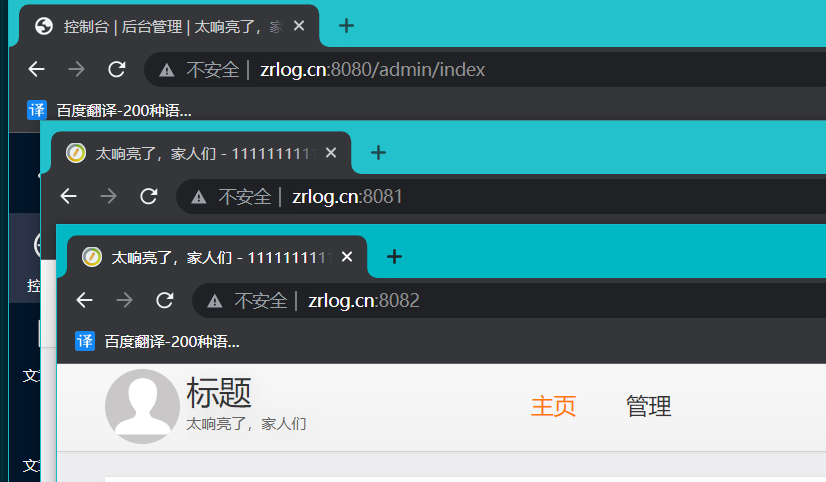 控制台 | 后台管理 | 太响亮了，家
不安全 | zrlog.cn:8080/admin/index
译 百度翻译-200种语...
太响亮了，家人们 - 1111111111
不安全 | zrlog.cn:8081
控
太响亮了，家人们 - 1111111111
不安全 | zrlog.cn:8082
译 百度翻译-200种语...
标题
太响亮了，家人们
主页 管理